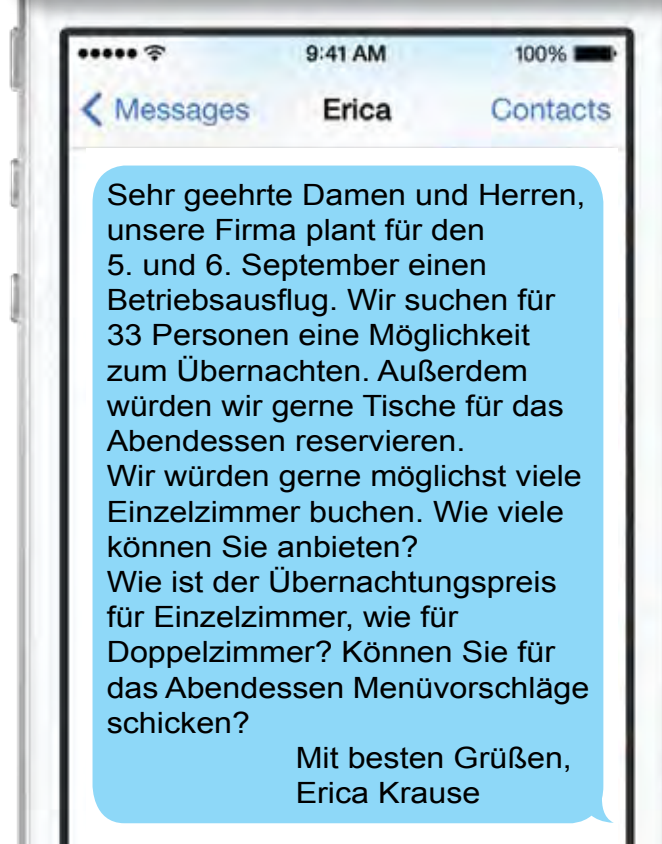 9:41 AM 100%
Messages Erica Contacts
Sehr geehrte Damen und Herren,
unsere Firma plant für den
5. und 6. September einen
Betriebsausflug. Wir suchen für
33 Personen eine Möglichkeit
zum Übernachten. Außerdem
würden wir gerne Tische für das
Abendessen reservieren.
Wir würden gerne möglichst viele
Einzelzimmer buchen. Wie viele
können Sie anbieten?
Wie ist der Übernachtungspreis
für Einzelzimmer, wie für
Doppelzimmer? Können Sie für
das Abendessen Menüvorschläge
schicken?
Mit besten Grüßen,
Erica Krause